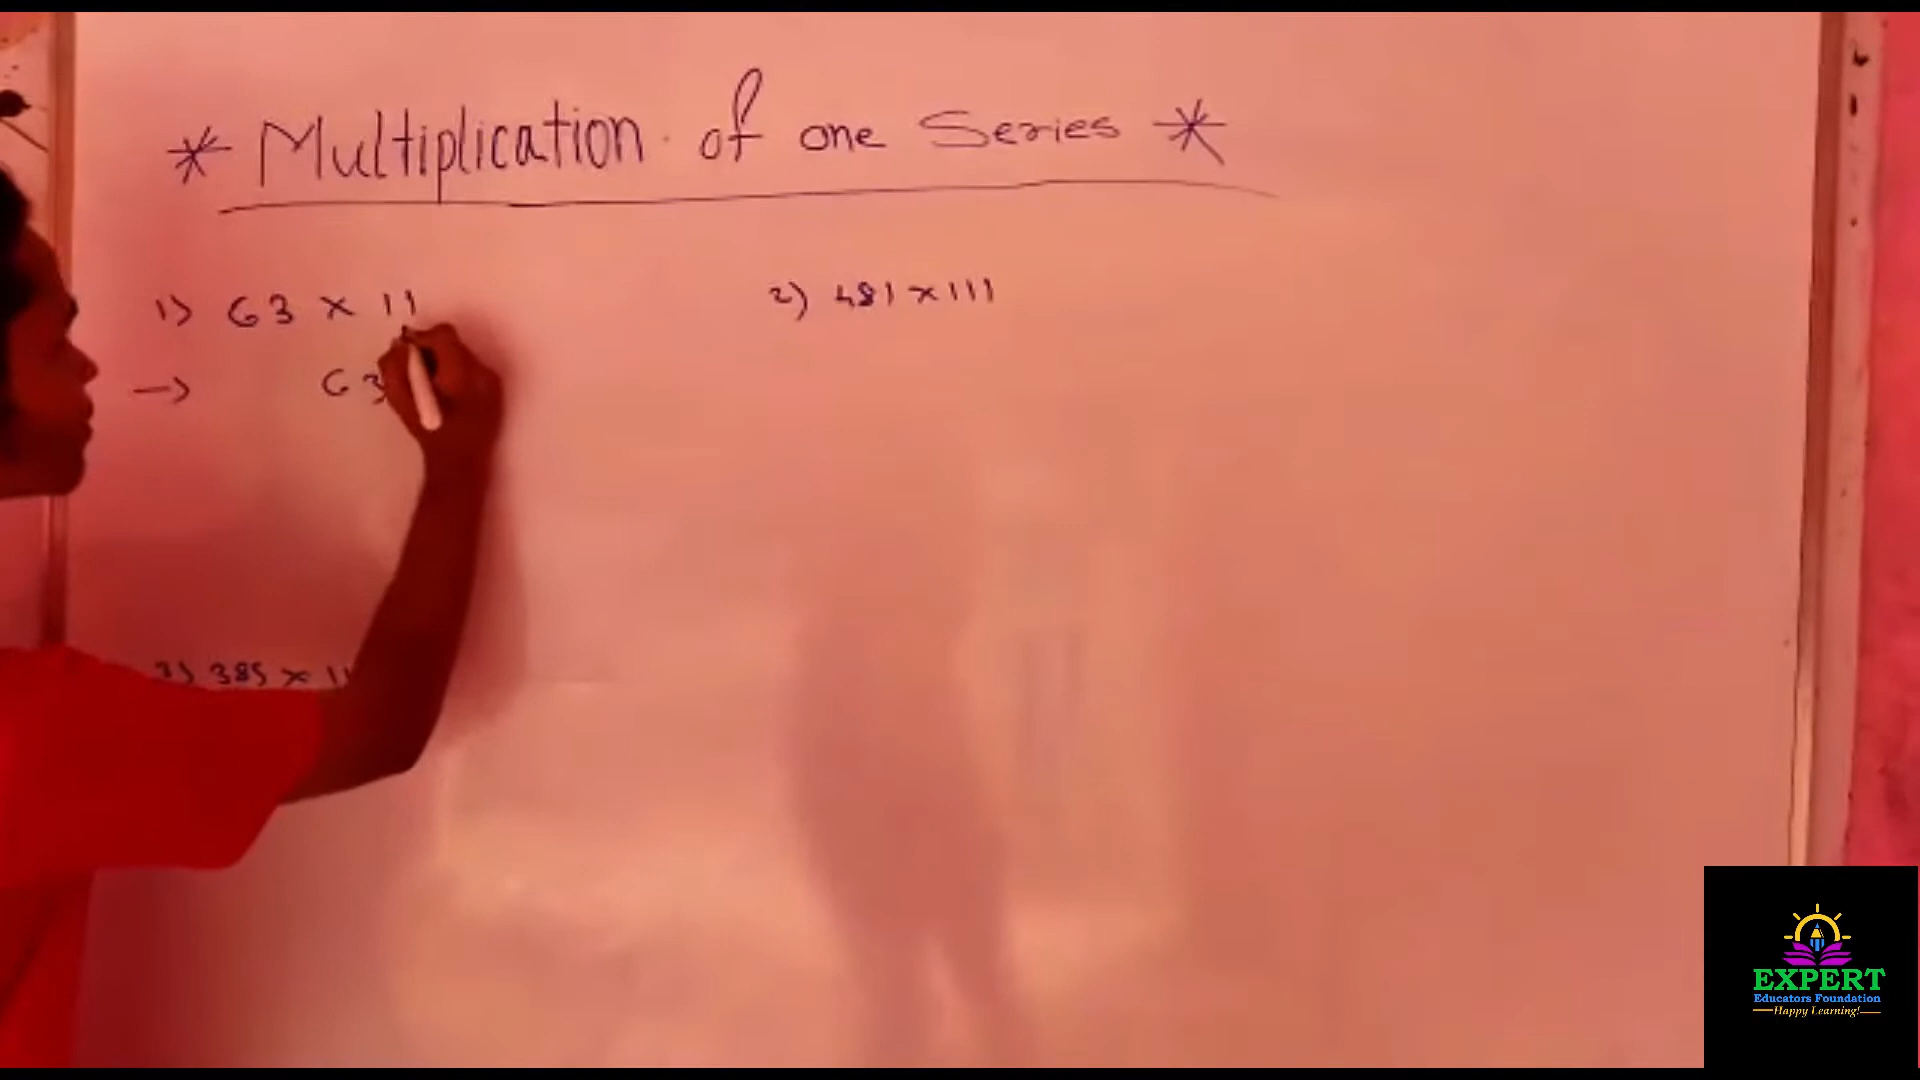 * Multiplication of one Series *
1) 63 x 11
2) 481 x 111
→ 63
3) 385 x 11
EXPERT
Educators Foundation
Happy Learning!